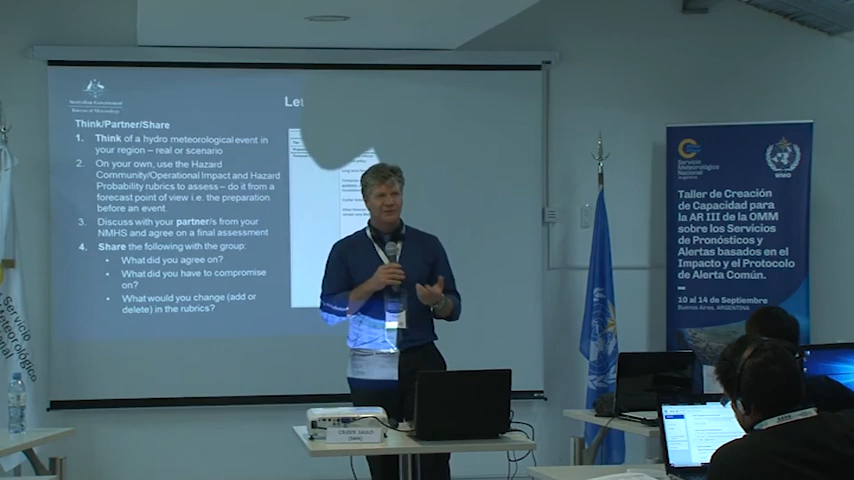 Australian Government
Bureau of Meteorology
Think/Partner/Share
1. Think of a hydro meteorological event in
your region – real or scenario
2. On your own, use the Hazard
Community/Operational Impact and Hazard
Probability rubrics to assess – do it from a
forecast point of view i.e. the preparation
before an event.
3. Discuss with your partner/s from your
NMHS and agree on a final assessment
4. Share the following with the group:
• What did you agree on?
• What did you have to compromise
on?
• What would you change (add or
delete) in the rubrics?
Servicio
Meteorológico
Nacional
Argentina
WMO
Taller de Creación
de Capacidad para
la AR III de la OMM
sobre los Servicios
de Pronósticos y
Alertas basados en el
Impacto y el Protocolo
de Alerta Común.
10 al 14 de Septiembre
Buenos Aires, ARGENTINA
Servicio
Meteorológico